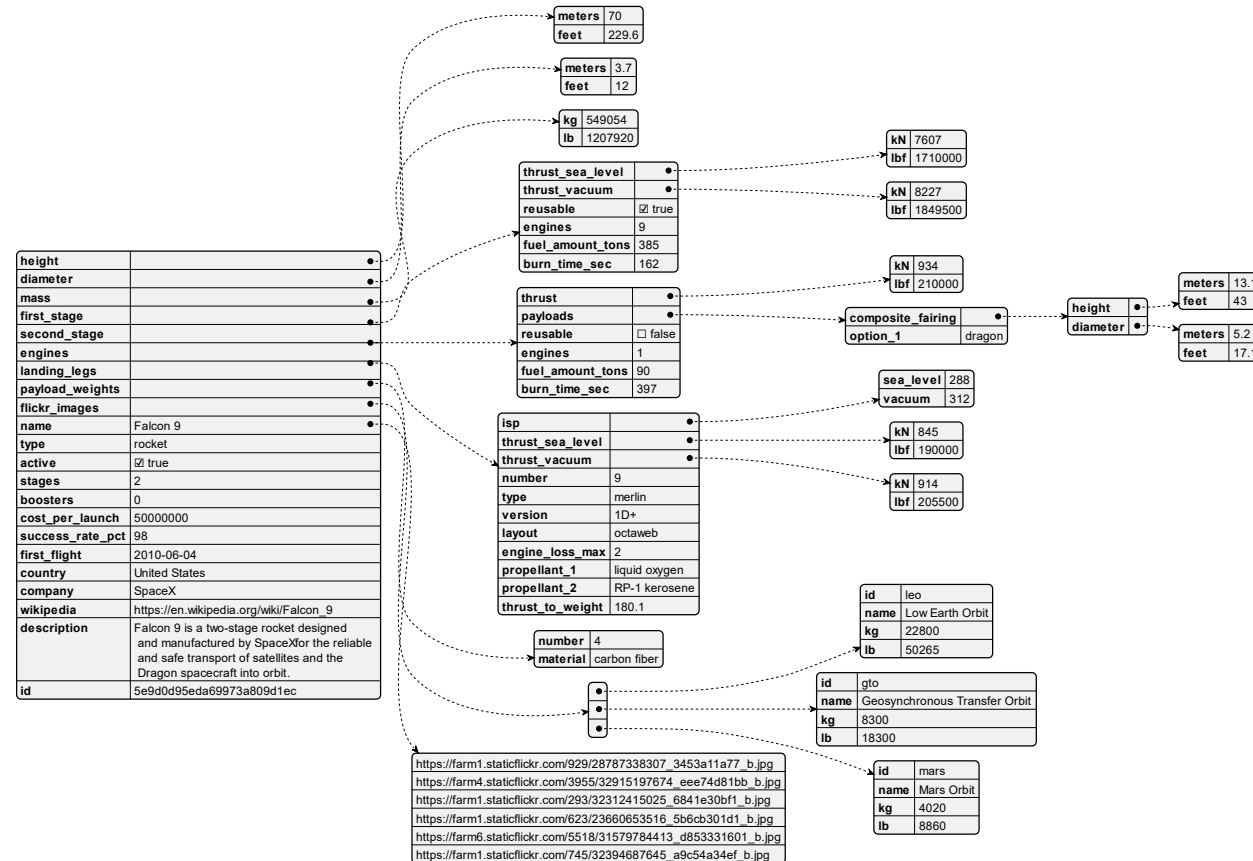 meters 70
feet 229.6
meters 3.7
feet 12
kg 549054
lb 1207920
kN 7607
lbf 1710000
thrust_sea_level
thrust_vacuum
reusable ☑ true
engines 9
fuel_amount_tons 385
burn_time_sec 162
kN 8227
lbf 1849500
height
diameter
mass
first_stage
second_stage
engines
landing_legs
payload_weights
flickr_images
name Falcon 9
type rocket
active ☑ true
stages 2
boosters 0
cost_per_launch 50000000
success_rate_pct 98
first_flight 2010-06-04
country United States
company SpaceX
wikipedia https://en.wikipedia.org/wiki/Falcon_9
description Falcon 9 is a two-stage rocket designed
and manufactured by SpaceX for the reliable
and safe transport of satellites and the
Dragon spacecraft into orbit.
id 5e9d0d95eda69973a809d1ec
kN 934
lbf 210000
thrust
payloads
reusable ☐ false
engines 1
fuel_amount_tons 90
burn_time_sec 397
composite_fairing
option_1 dragon
height
diameter
meters 13.1
feet 43
meters 5.2
feet 17.1
sea_level 288
vacuum 312
isp
thrust_sea_level
thrust_vacuum
number 9
type merlin
version 1D+
layout octaweb
engine_loss_max 2
propellant_1 liquid oxygen
propellant_2 RP-1 kerosene
thrust_to_weight 180.1
kN 845
lbf 190000
kN 914
lbf 205500
number 4
material carbon fiber
id leo
name Low Earth Orbit
kg 22800
lb 50265
id gto
name Geosynchronous Transfer Orbit
kg 8300
lb 18300
id mars
name Mars Orbit
kg 4020
lb 8860
https://farm1.staticflickr.com/929/28787338307_3453a11a77_b.jpg
https://farm4.staticflickr.com/3955/32915197674_eee74d81bb_b.jpg
https://farm1.staticflickr.com/293/32312415025_6841e30bf1_b.jpg
https://farm1.staticflickr.com/623/23660653516_5b6cb301d1_b.jpg
https://farm6.staticflickr.com/5518/31579784413_d853331601_b.jpg
https://farm1.staticflickr.com/745/32394687645_a9c54a34ef_b.jpg